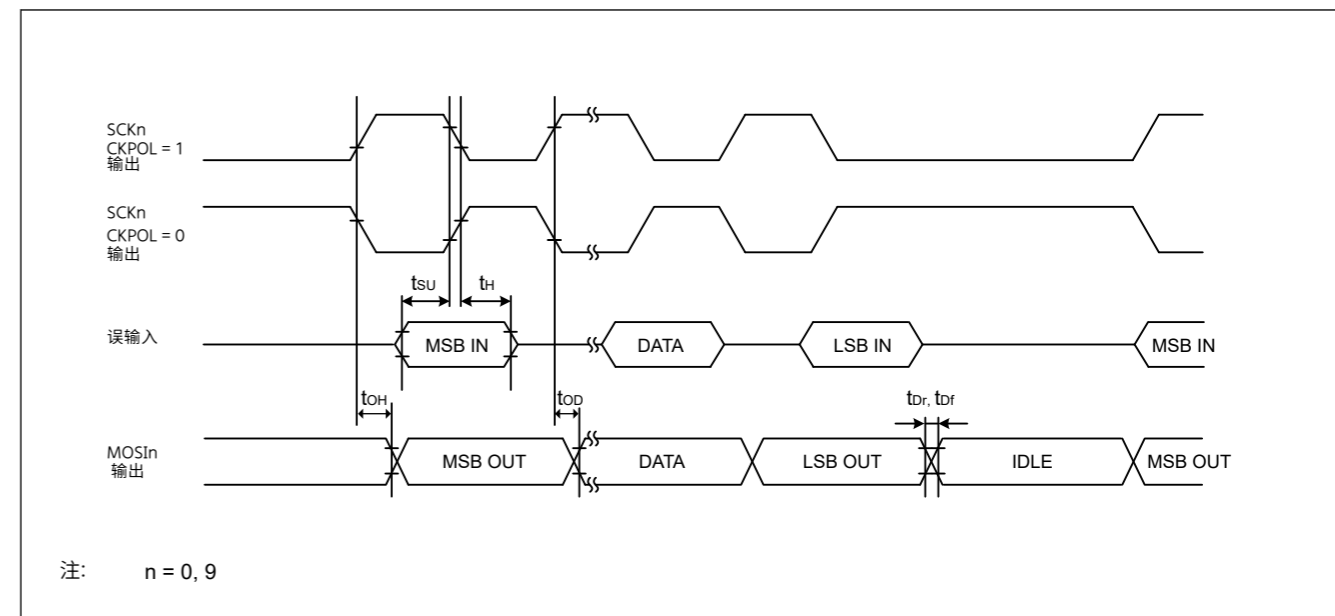 SCKn
CKPOL = 1
输出
SCKn
CKPOL = 0
输出
tSU
tH
误输入
MSB IN
DATA
LSB IN
MSB IN
tOH
tOD
tDr, tDf
MOSIn
输出
MSB OUT
DATA
LSB OUT
IDLE
MSB OUT
注: n = 0, 9